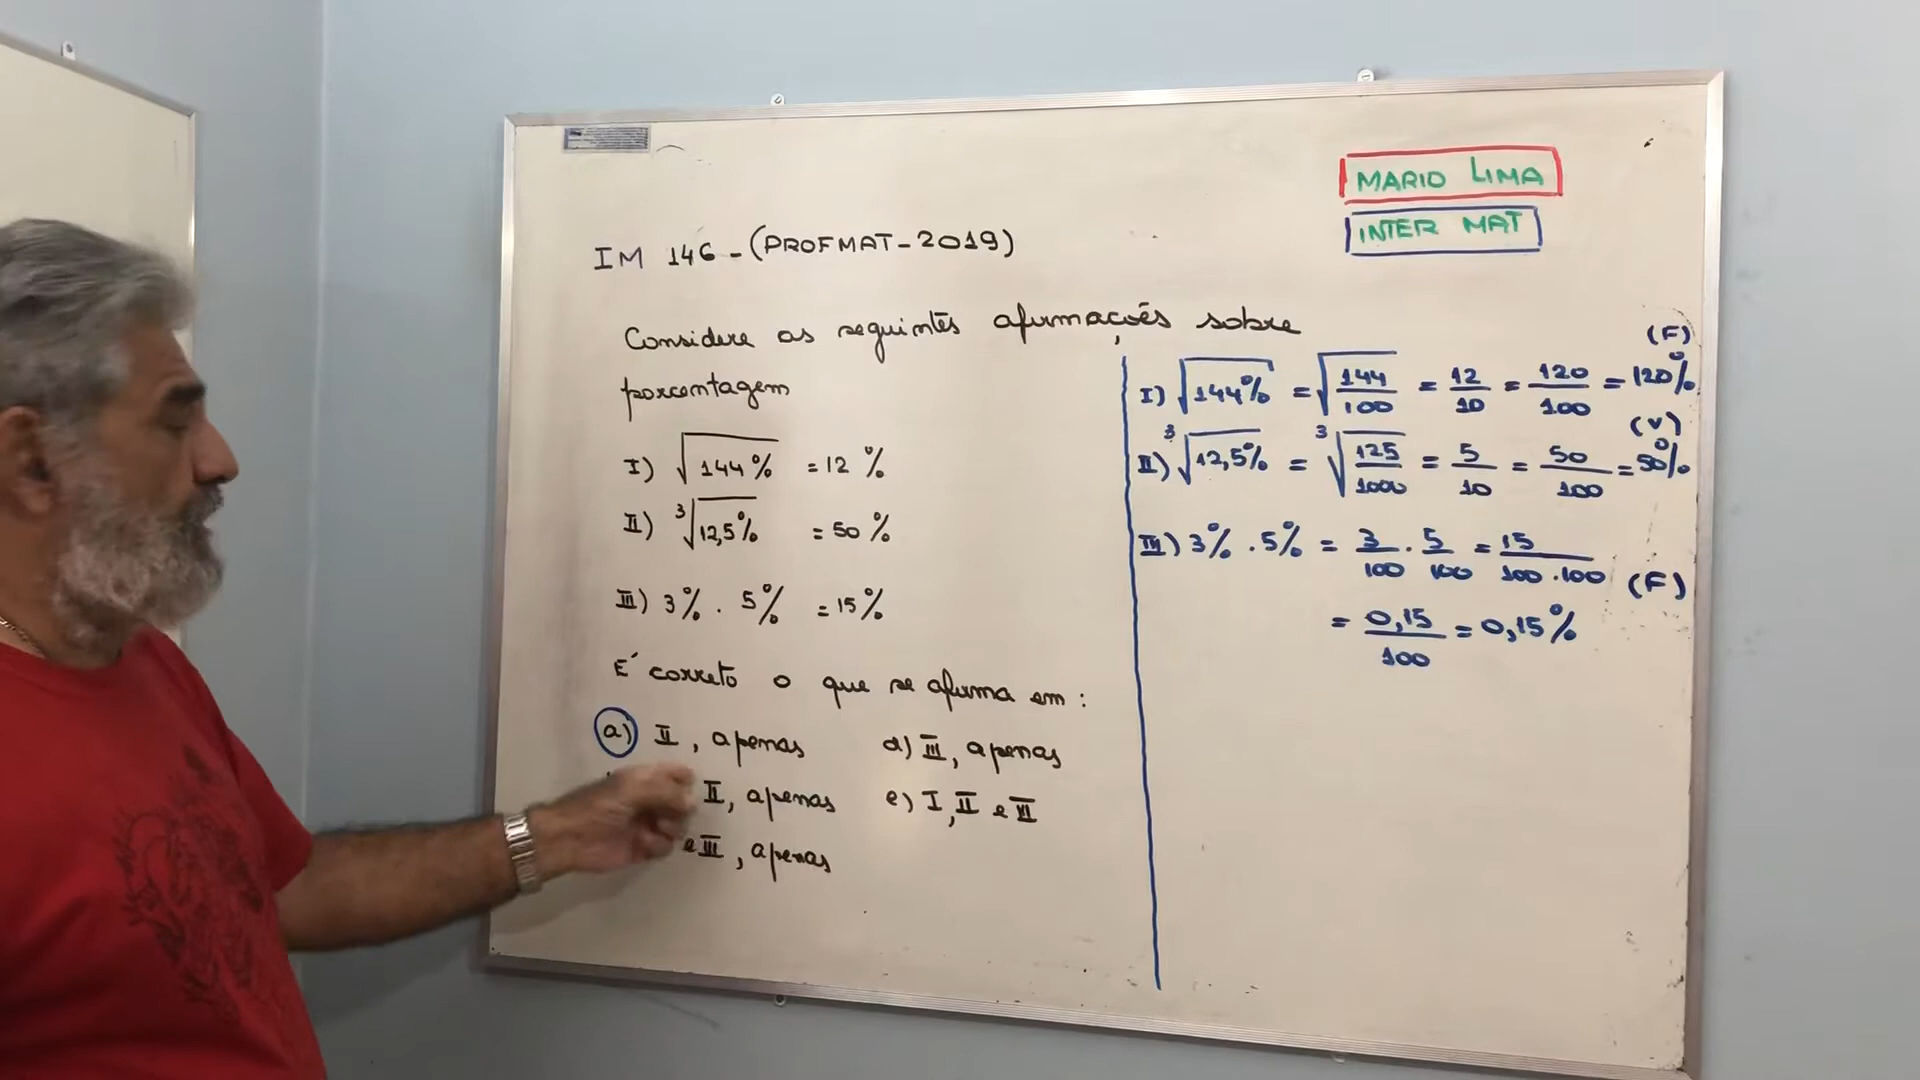 MARIO LIMA
INTER MAT
IM 146 - (PROFMAT - 2019)
Considere as seguintes afirmações sobre
porcentagem
I) √144% = 12 %
II) ³√12,5% = 50 %
III) 3% . 5% = 15%
É correto o que se afirma em :
a) II , apenas
II, apenas
e III , apenas
d) III, apenas
e) I, II e III
(F)
I) √144% = √144/100 = 12/10 = 120/100 = 120%
(V)
II) ³√12,5% = ³√125/1000 = 5/10 = 50/100 = 50%
III) 3% . 5% = 3/100 . 5/100 = 15/100 . 100 (F)
= 0,15/100 = 0,15%